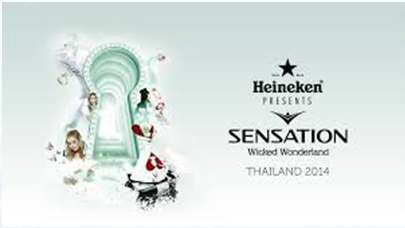 Heineken
PRESENTS
SENSATION
Wicked Wonderland
THAILAND 2014